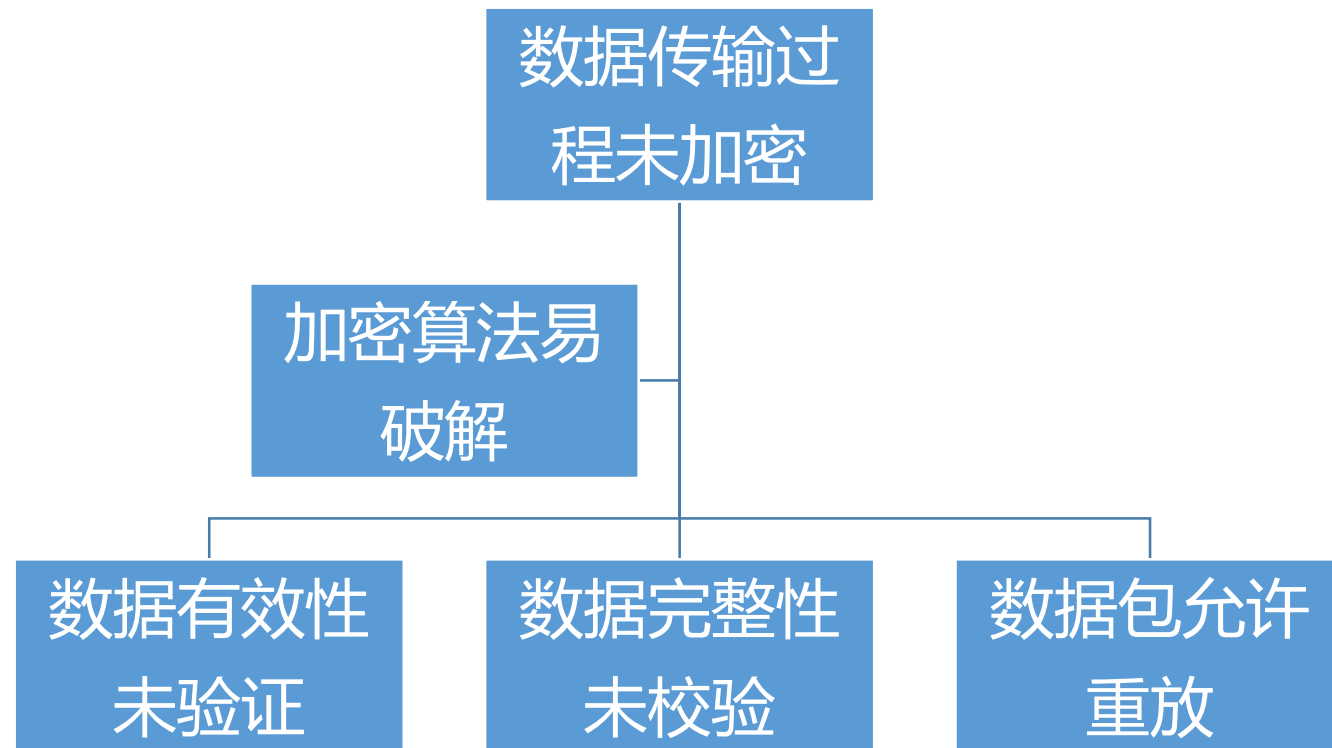 数据传输过
程未加密
加密算法易
破解
数据有效性
未验证
数据完整性
未校验
数据包允许
重放